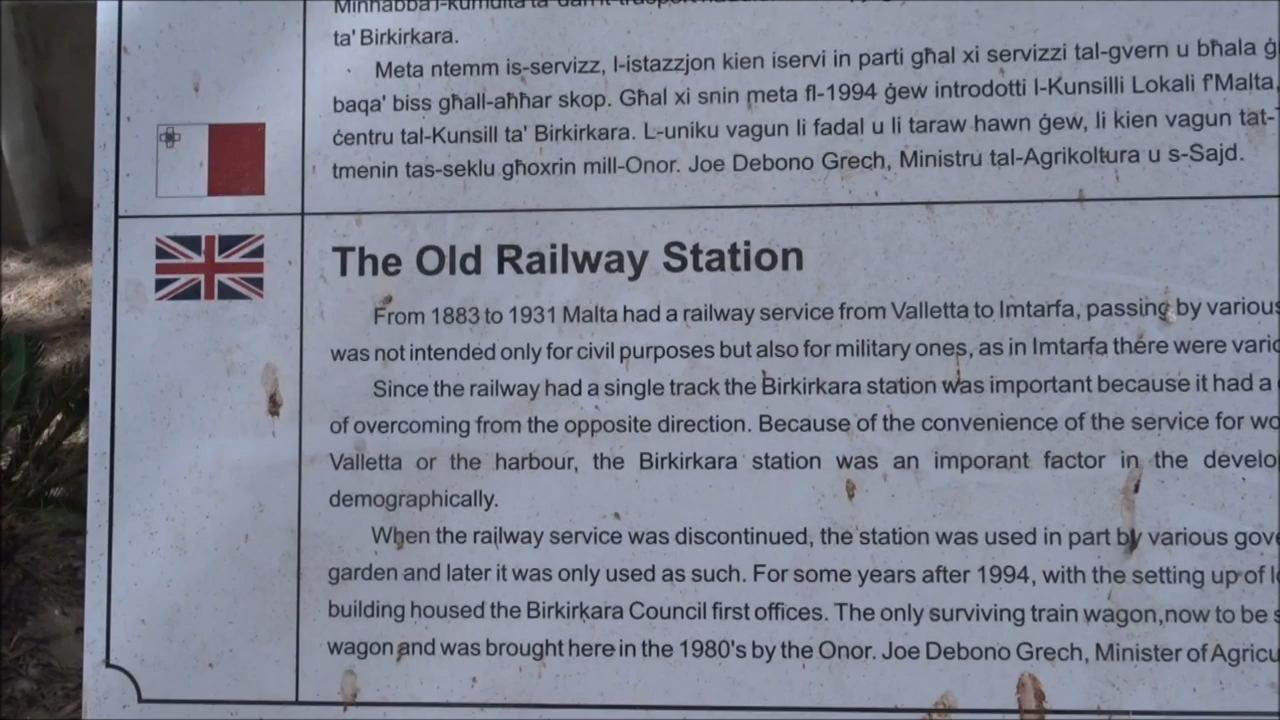 ta' Birkirkara.
Meta ntemm is-servizz, l-istazzjon kien iservi in parti għal xi servizzi tal-gvern u bħala
baqa' biss għall-aħħar skop. Għal xi snin meta fl-1994 ġew introdotti l-Kunsilli Lokali f'Malta,
ċentru tal-Kunsill ta' Birkirkara. L-uniku vagun li fadal u li taraw hawn ġew, li kien vagun tat-
tmenin tas-seklu għoxrin mill-Onor. Joe Debono Grech, Ministru tal-Agrikoltura u s-Sajd.
The Old Railway Station
From 1883 to 1931 Malta had a railway service from Valletta to Imtarfa, passing by various
was not intended only for civil purposes but also for military ones, as in Imtarfa there were
Since the railway had a single track the Birkirkara station was important because it had a
of overcoming from the opposite direction. Because of the convenience of the service for
Valletta or the harbour, the Birkirkara station was an imporant factor in the
demographically.
When the railway service was discontinued, the station was used in part by various
garden and later it was only used as such. For some years after 1994, with the setting up of
building housed the Birkirkara Council first offices. The only surviving train wagon,now to be
wagon and was brought here in the 1980's by the Onor. Joe Debono Grech, Minister of